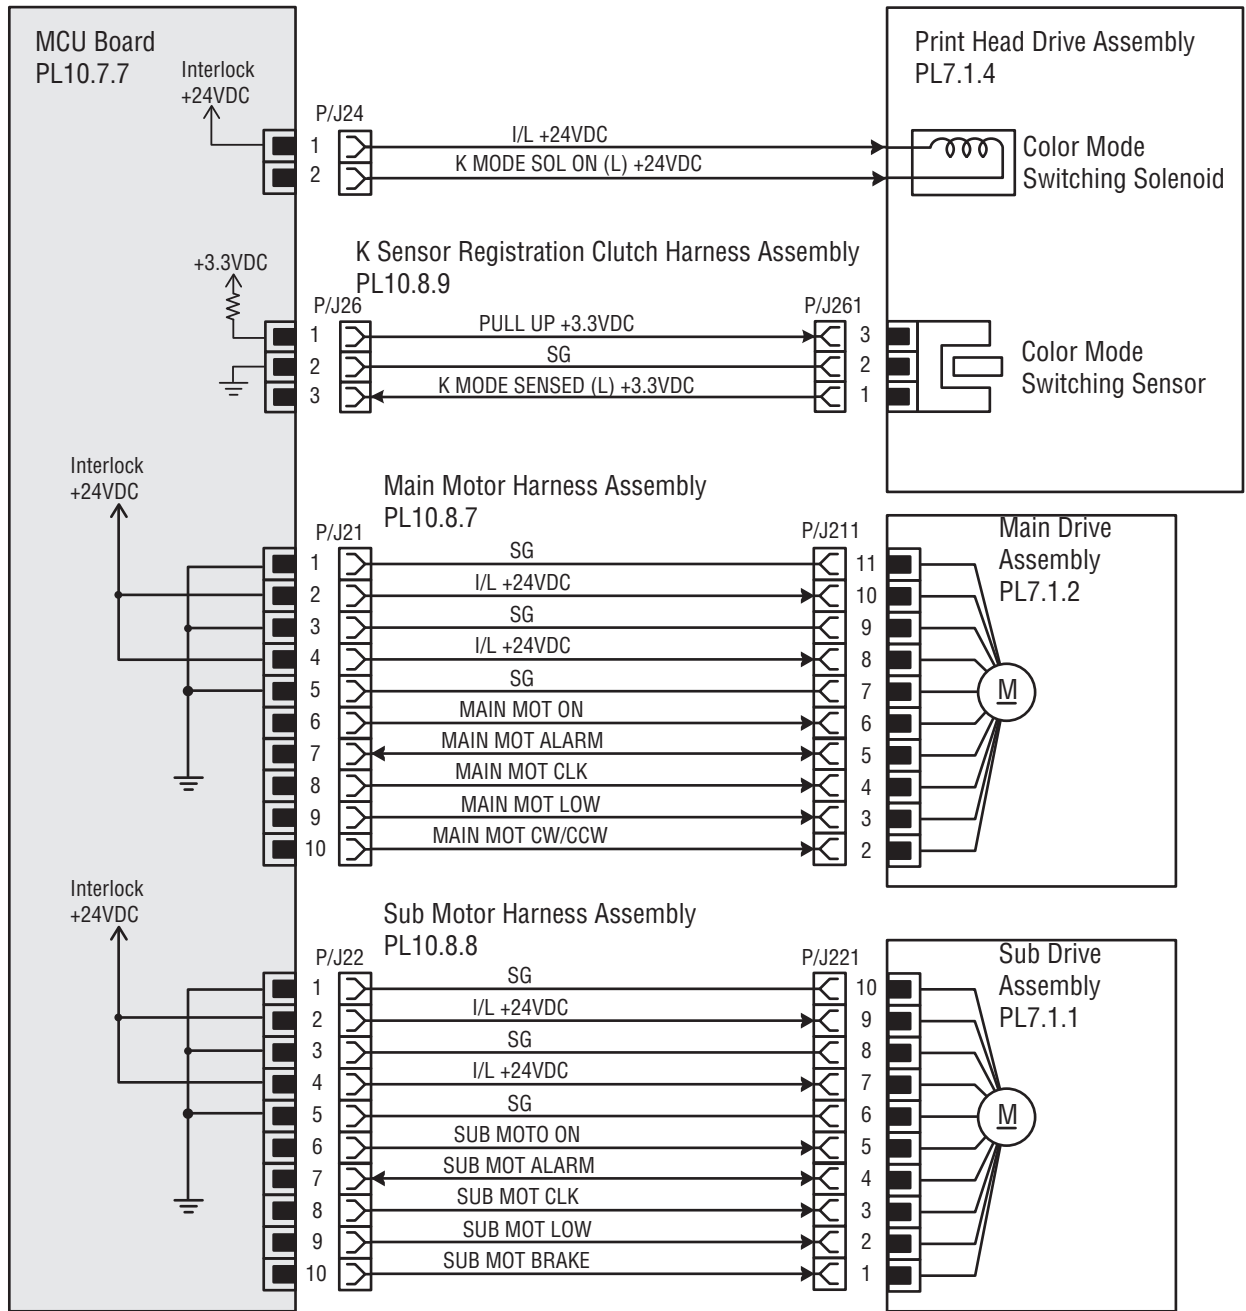 MCU Board
PL10.7.7
Interlock
+24VDC
P/J24
1
I/L +24VDC
2
K MODE SOL ON (L) +24VDC
Print Head Drive Assembly
PL7.1.4
Color Mode
Switching Solenoid
K Sensor Registration Clutch Harness Assembly
PL10.8.9
+3.3VDC
P/J26
P/J261
1
PULL UP +3.3VDC
3
2
SG
2
3
K MODE SENSED (L) +3.3VDC
1
Color Mode
Switching Sensor
Interlock
+24VDC
Main Motor Harness Assembly
PL10.8.7
P/J21
P/J211
Main Drive
Assembly
PL7.1.2
1
SG
11
2
I/L +24VDC
10
3
SG
9
4
I/L +24VDC
8
5
SG
7
6
MAIN MOT ON
6
7
MAIN MOT ALARM
5
8
MAIN MOT CLK
4
9
MAIN MOT LOW
3
10
MAIN MOT CW/CCW
2
M
Interlock
+24VDC
Sub Motor Harness Assembly
PL10.8.8
P/J22
P/J221
Sub Drive
Assembly
PL7.1.1
1
SG
10
2
I/L +24VDC
9
3
SG
8
4
I/L +24VDC
7
5
SG
6
6
SUB MOTO ON
5
7
SUB MOT ALARM
4
8
SUB MOT CLK
3
9
SUB MOT LOW
2
10
SUB MOT BRAKE
1
M